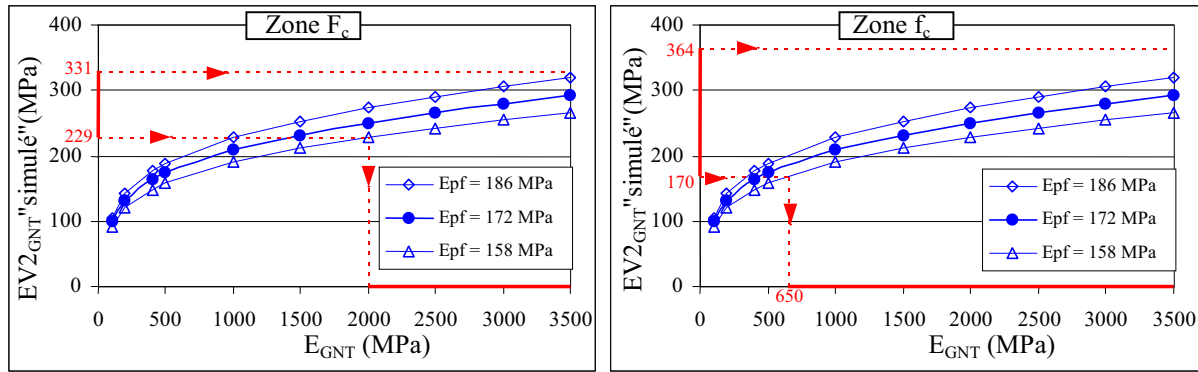 Zone Fc
EV2GNT"simulé"(MPa)
400
331
300
229
200
100
0
Epf = 186 MPa
Epf = 172 MPa
Epf = 158 MPa
0 500 1000 1500 2000 2500 3000 3500
EGNT (MPa)
Zone fc
EV2GNT"simulé"(MPa)
400
364
300
200
170
100
0
Epf = 186 MPa
Epf = 172 MPa
Epf = 158 MPa
650
0 500 1000 1500 2000 2500 3000 3500
EGNT (MPa)